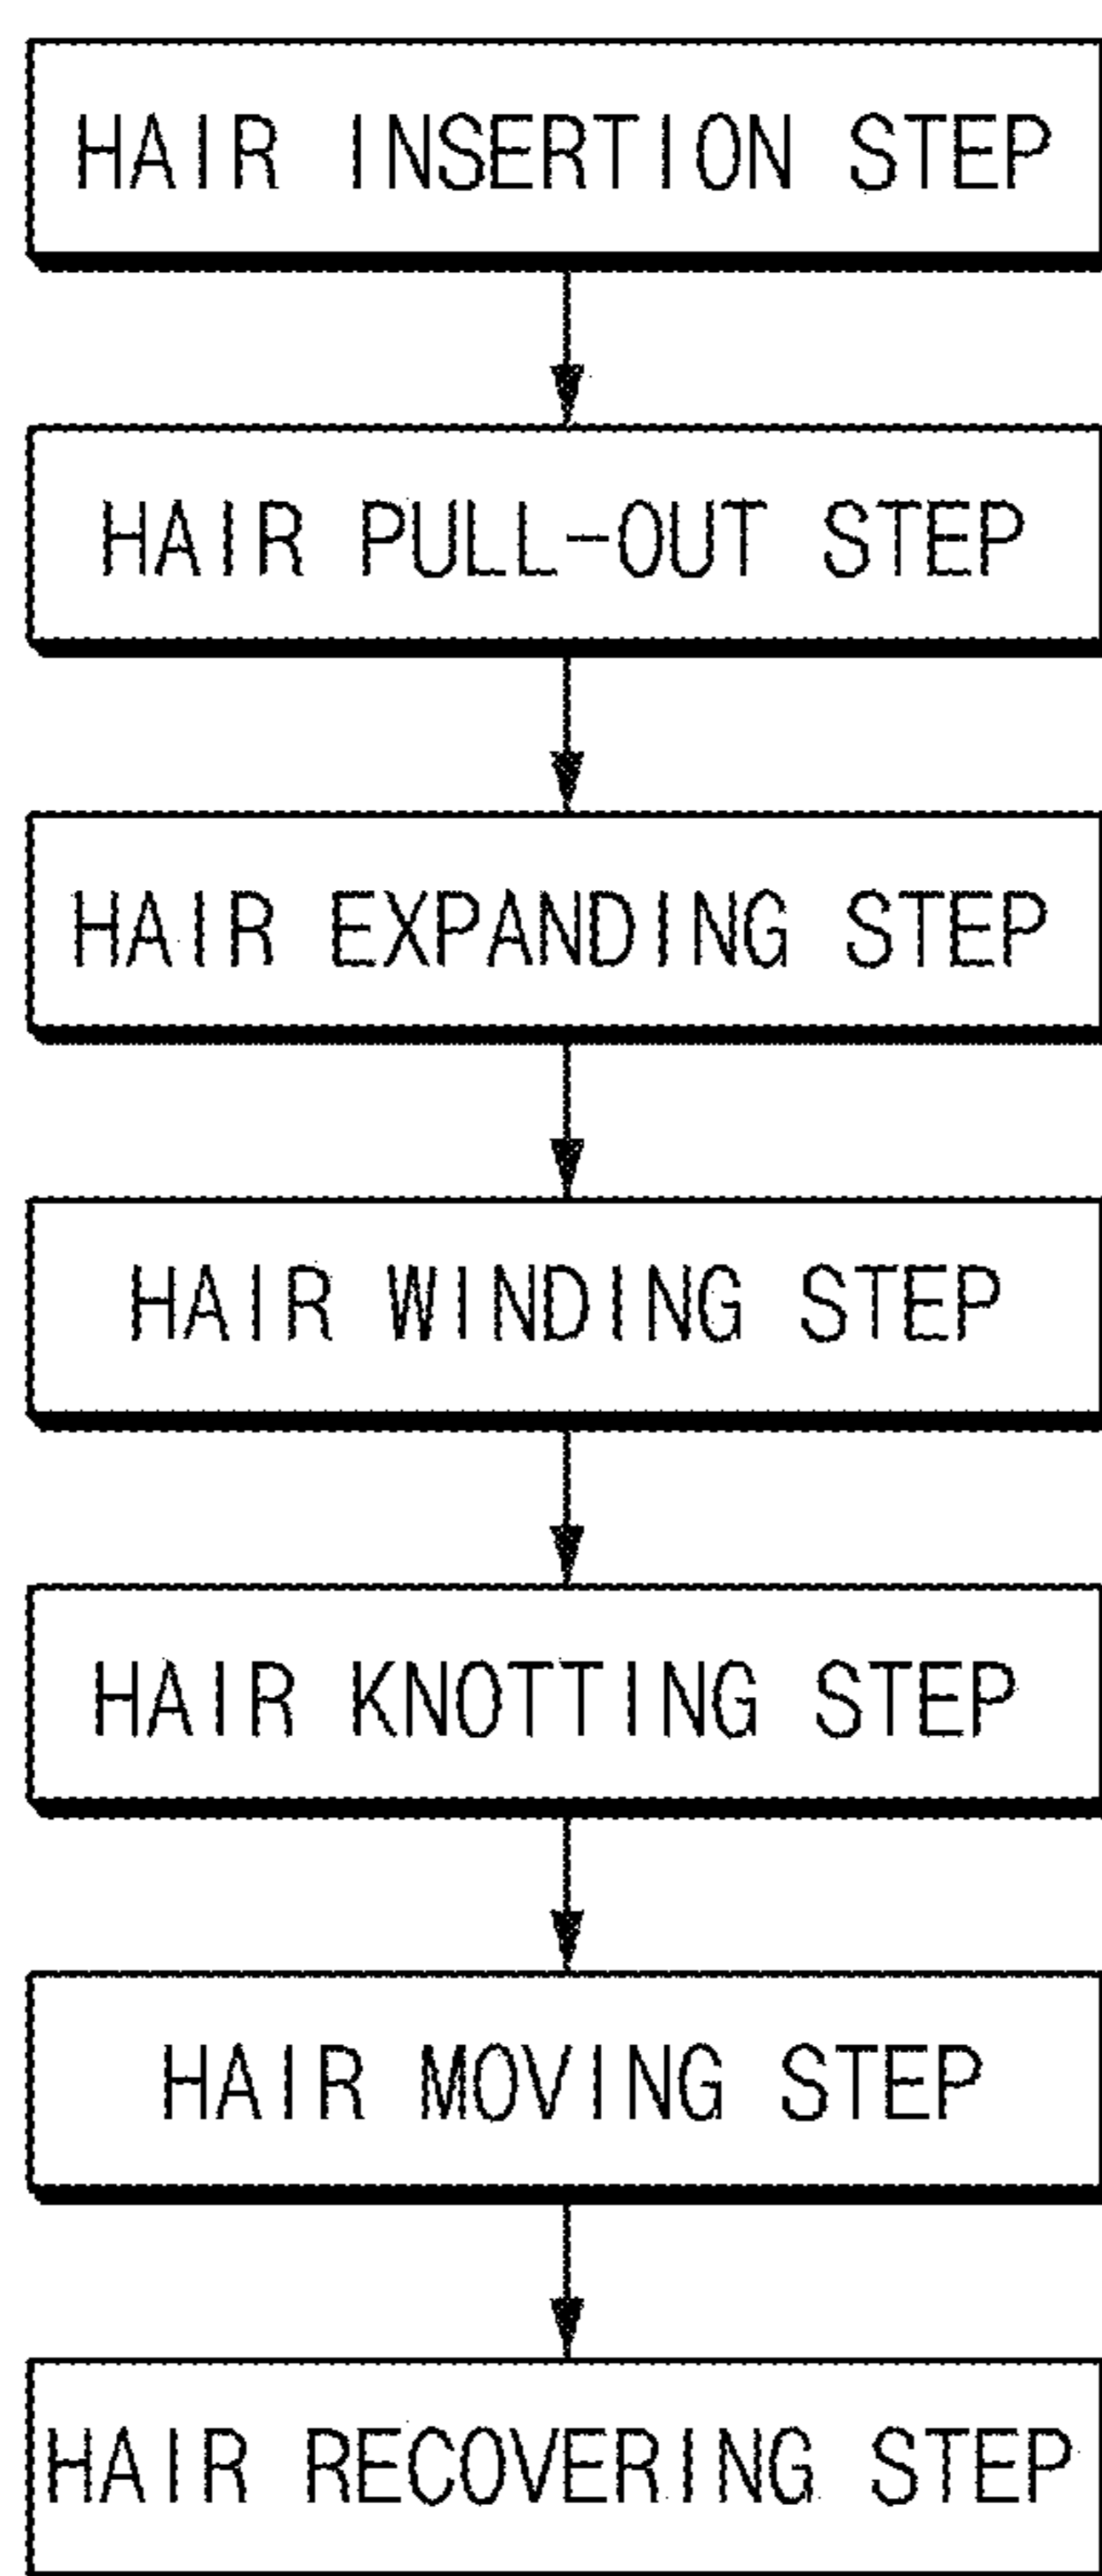 HAIR INSERTION STEP
HAIR PULL-OUT STEP
HAIR EXPANDING STEP
HAIR WINDING STEP
HAIR KNOTTING STEP
HAIR MOVING STEP
HAIR RECOVERING STEP